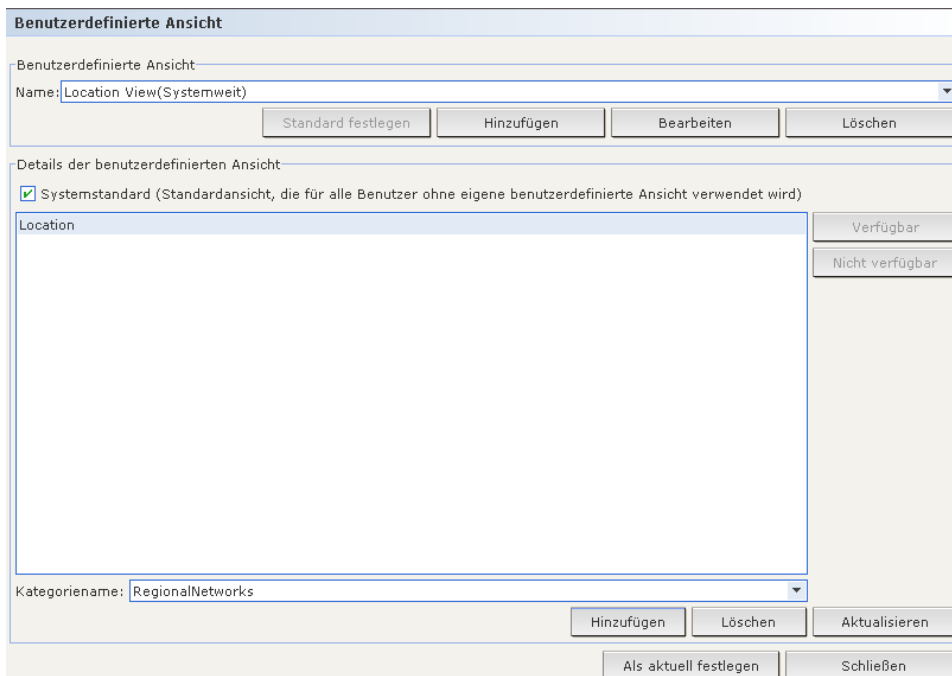 Benutzerdefinierte Ansicht
Benutzerdefinierte Ansicht
Name: Location View(Systemweit)
Standard festlegen Hinzufügen Bearbeiten Löschen
Details der benutzerdefinierten Ansicht
Systemstandard (Standardansicht, die für alle Benutzer ohne eigene benutzerdefinierte Ansicht verwendet wird)
Location
Verfügbar
Nicht verfügbar
Kategoriename: RegionalNetworks
Hinzufügen Löschen Aktualisieren
Als aktuell festlegen Schließen